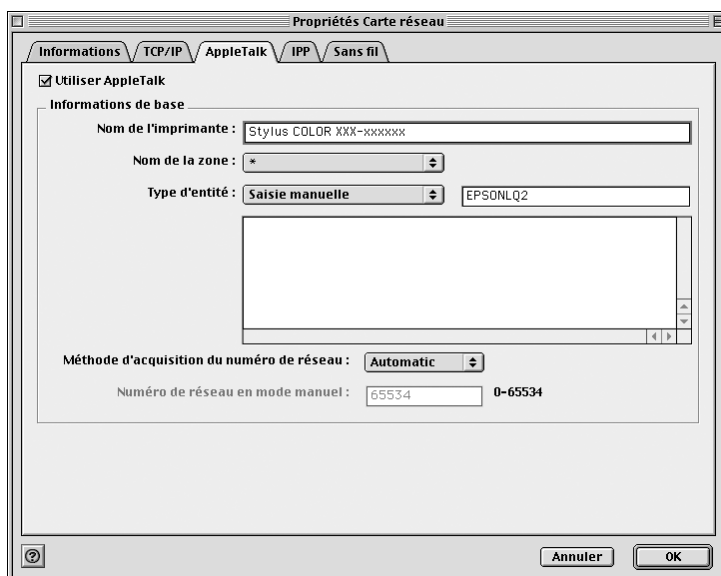 Propriétés Carte réseau
Informations TCP/IP AppleTalk IPP Sans fil
Utiliser AppleTalk
Informations de base
Nom de l'imprimante : Stylus COLOR XXX-xxxxxx
Nom de la zone : *
Type d'entité : Saisie manuelle EPSONLQ2
Méthode d'acquisition du numéro de réseau : Automatic
Numéro de réseau en mode manuel : 65534 0-65534
? Annuler OK